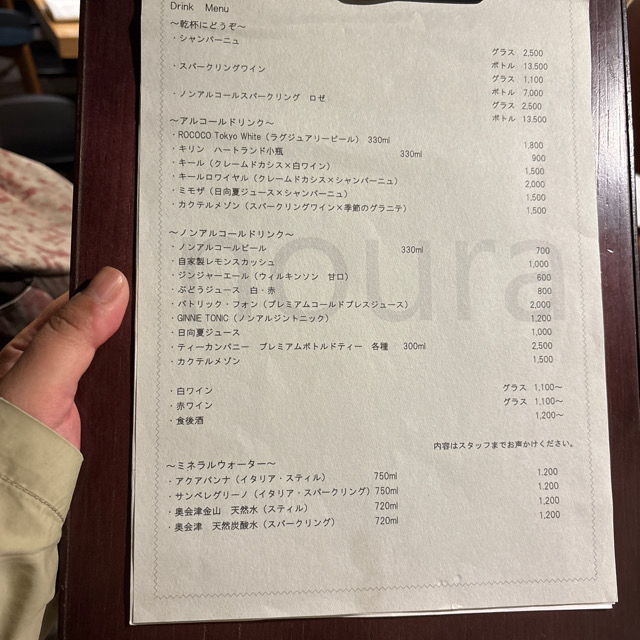 Drink Menu
～乾杯にどうぞ～
・シャンパーニュ
グラス 2,500
ボトル 13,500
・スパークリングワイン
グラス 1,100
ボトル 7,000
・ノンアルコールスパークリング ロゼ
グラス 2,500
ボトル 13,500
～アルコールドリンク～
・ROCOCO Tokyo White（ラグジュアリービール） 330ml 1,800
・キリン ハートランド小瓶 330ml 900
・キール（クレームドカシス×白ワイン） 1,500
・キールロワイヤル（クレームドカシス×シャンパーニュ） 2,000
・ミモザ（日向夏ジュース×シャンパーニュ） 1,500
・カクテルメゾン（スパークリングワイン×季節のグラニテ） 1,500
～ノンアルコールドリンク～
・ノンアルコールビール 330ml 700
・自家製レモンスカッシュ 1,000
・ジンジャーエール（ウィルキンソン 甘口） 600
・ぶどうジュース 白・赤 800
・パトリック・フォン（プレミアムコールドプレスジュース） 2,000
・GINNIE TONIC（ノンアルジントニック） 1,200
・日向夏ジュース 1,000
・ティーカンパニー プレミアムボトルドティー 各種 300ml 2,500
・カクテルメゾン 1,500
・白ワイン グラス 1,100～
・赤ワイン グラス 1,100～
・食後酒 1,200～
内容はスタッフまでお声かけください。
～ミネラルウォーター～
・アクアパンナ（イタリア・スティル） 750ml 1,200
・サンペレグリーノ（イタリア・スパークリング） 750ml 1,200
・奥会津金山 天然水（スティル） 720ml 1,200
・奥会津 天然炭酸水（スパークリング） 720ml 1,200
oura